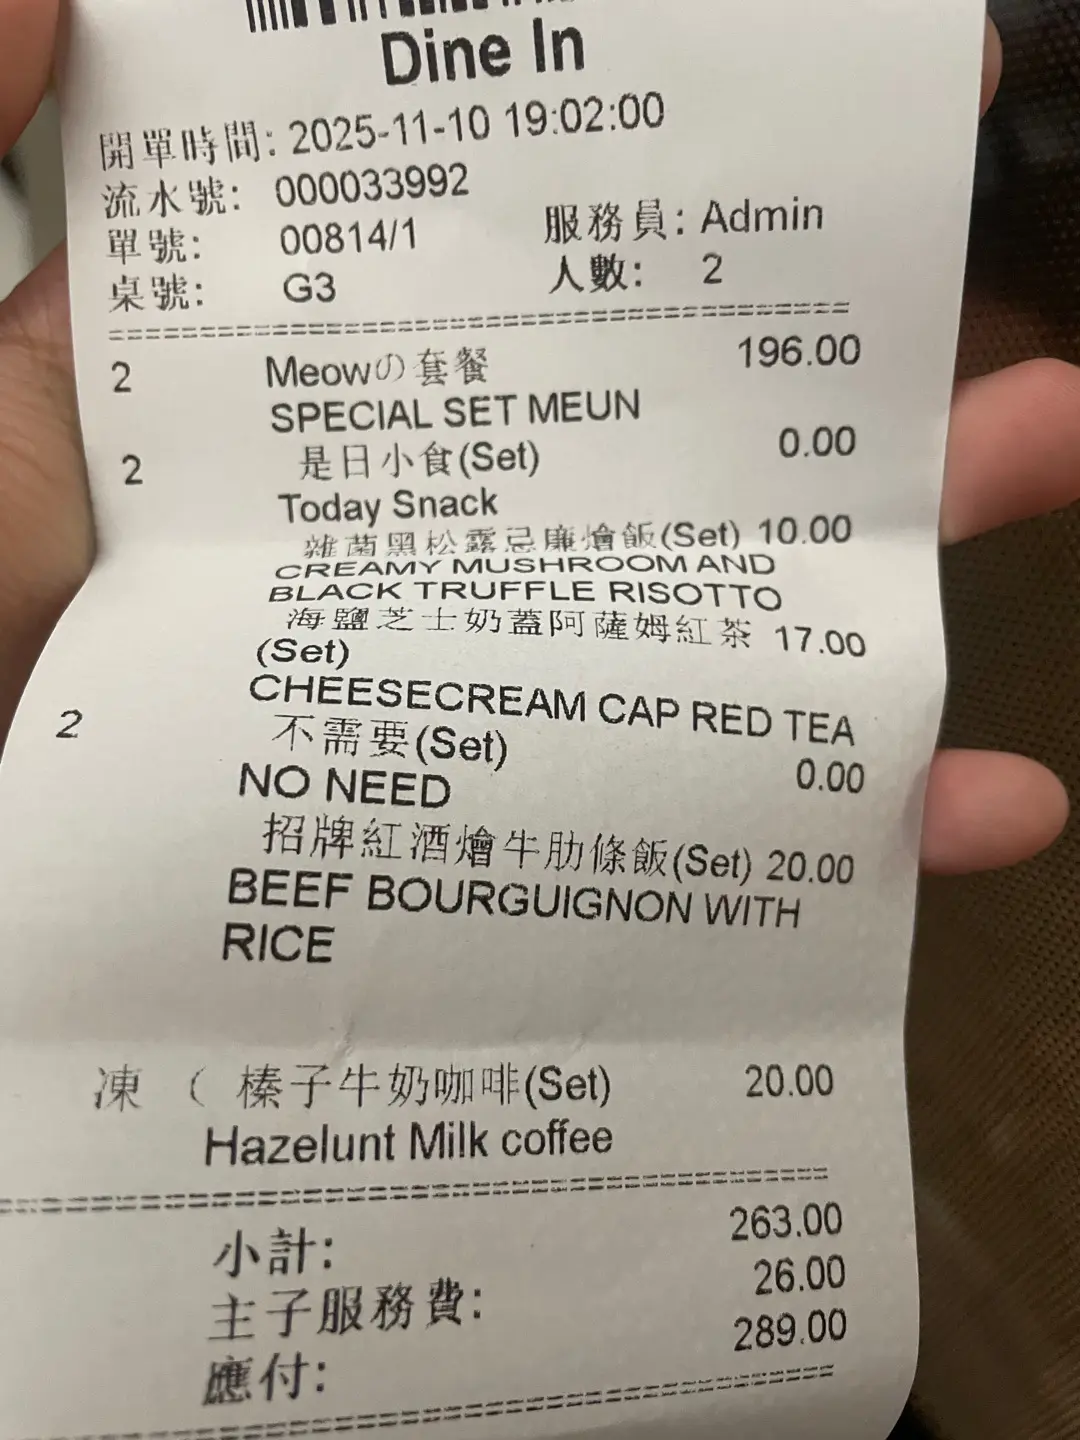 Dine In
開單時間: 2025-11-10 19:02:00
流水號: 000033992
單號: 00814/1 服務員: Admin
桌號: G3 人數: 2
2 Meowの套餐 196.00
SPECIAL SET MEUN
2 是日小食(Set) 0.00
Today Snack
雜菌黑松露忌廉燴飯(Set) 10.00
CREAMY MUSHROOM AND
BLACK TRUFFLE RISOTTO
海鹽芝士奶蓋阿薩姆紅茶 17.00
(Set)
CHEESECREAM CAP RED TEA
2 不需要(Set) 0.00
NO NEED
招牌紅酒燴牛肋條飯(Set) 20.00
BEEF BOURGUIGNON WITH
RICE
凍 ( 榛子牛奶咖啡(Set) 20.00
Hazelunt Milk coffee
小計: 263.00
主子服務費: 26.00
應付: 289.00